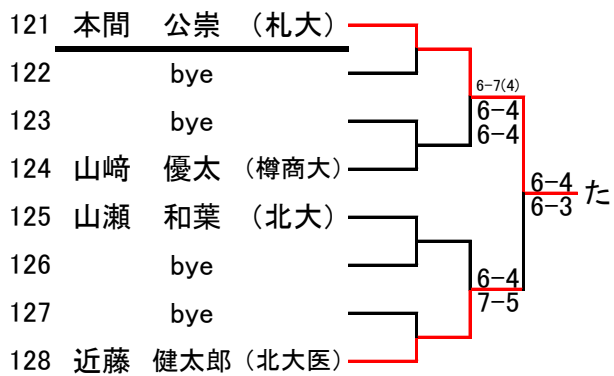 121 本間 公崇 (札大)
122 bye
6-7(4)
6-4
123 bye
6-4
124 山﨑 優太 (樽商大)
6-4 た
6-3
125 山瀬 和葉 (北大)
126 bye
6-4
7-5
127 bye
128 近藤 健太郎 (北大医)